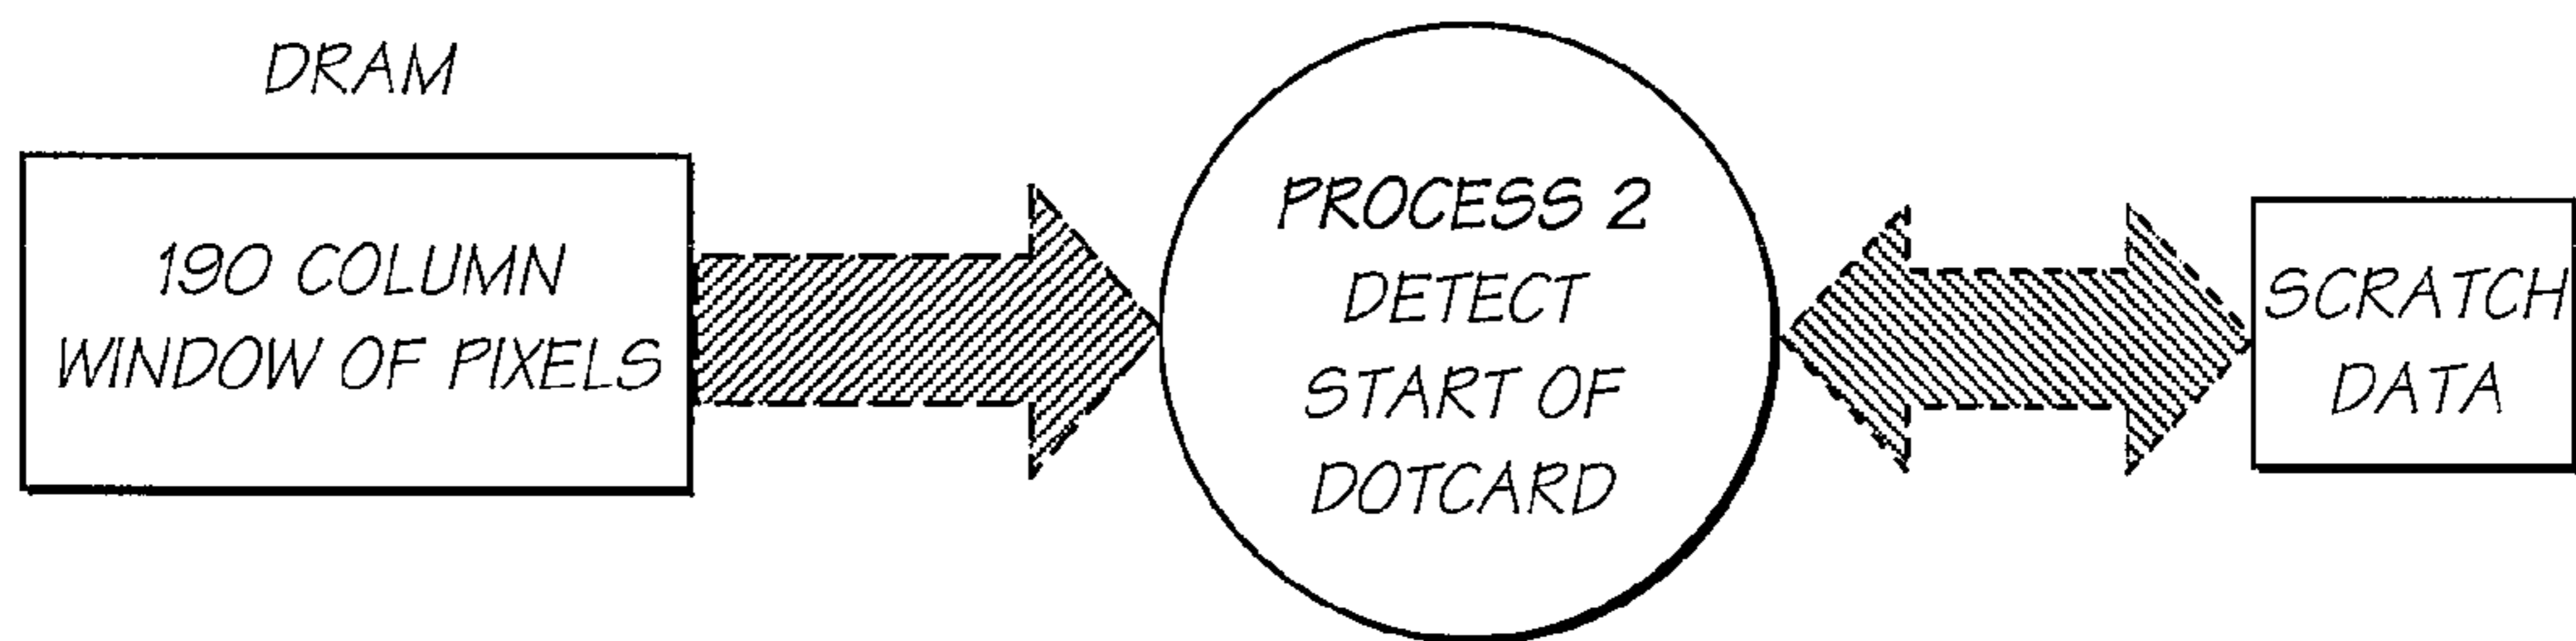 DRAM
190 COLUMN
WINDOW OF PIXELS
PROCESS 2
DETECT
START OF
DOTCARD
SCRATCH
DATA